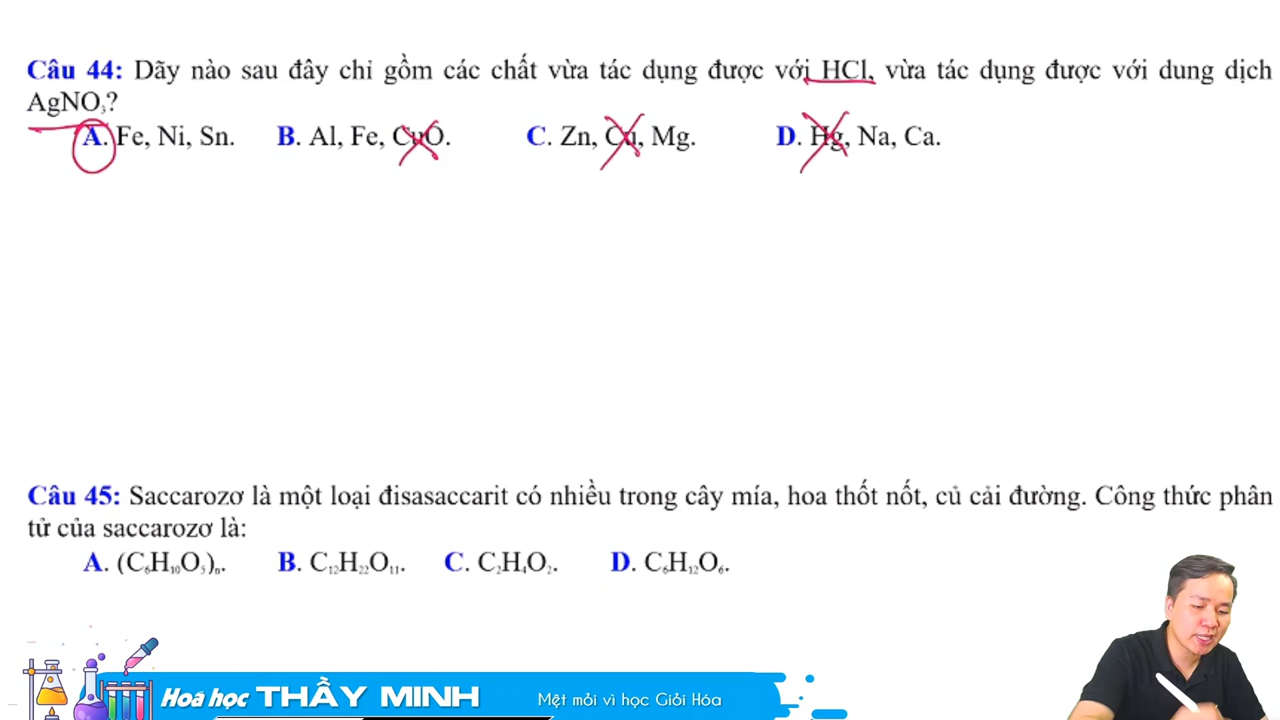 Câu 44: Dãy nào sau đây chỉ gồm các chất vừa tác dụng được với HCl, vừa tác dụng được với dung dịch
AgNO₃?
A. Fe, Ni, Sn. B. Al, Fe, CuO. C. Zn, Cu, Mg. D. Hg, Na, Ca.
Câu 45: Saccarozơ là một loại đisasaccarit có nhiều trong cây mía, hoa thốt nốt, củ cải đường. Công thức phân
tử của saccarozơ là:
A. (C₆H₁₀O₅)ₙ. B. C₁₂H₂₂O₁₁. C. C₂H₄O₂. D. C₆H₁₂O₆.
Hoá học THẦY MINH Mệt mỏi vì học Giỏi Hóa